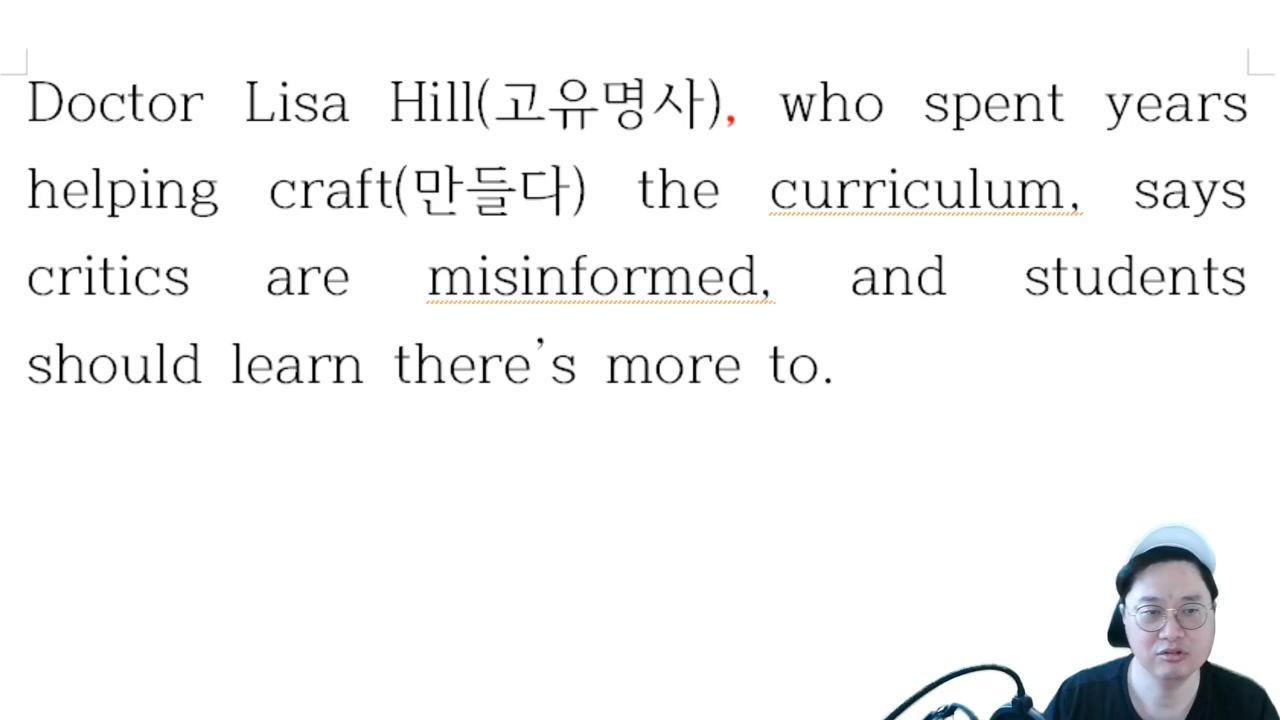 Doctor Lisa Hill(고유명사), who spent years
helping craft(만들다) the curriculum, says
critics are misinformed, and students
should learn there's more to.